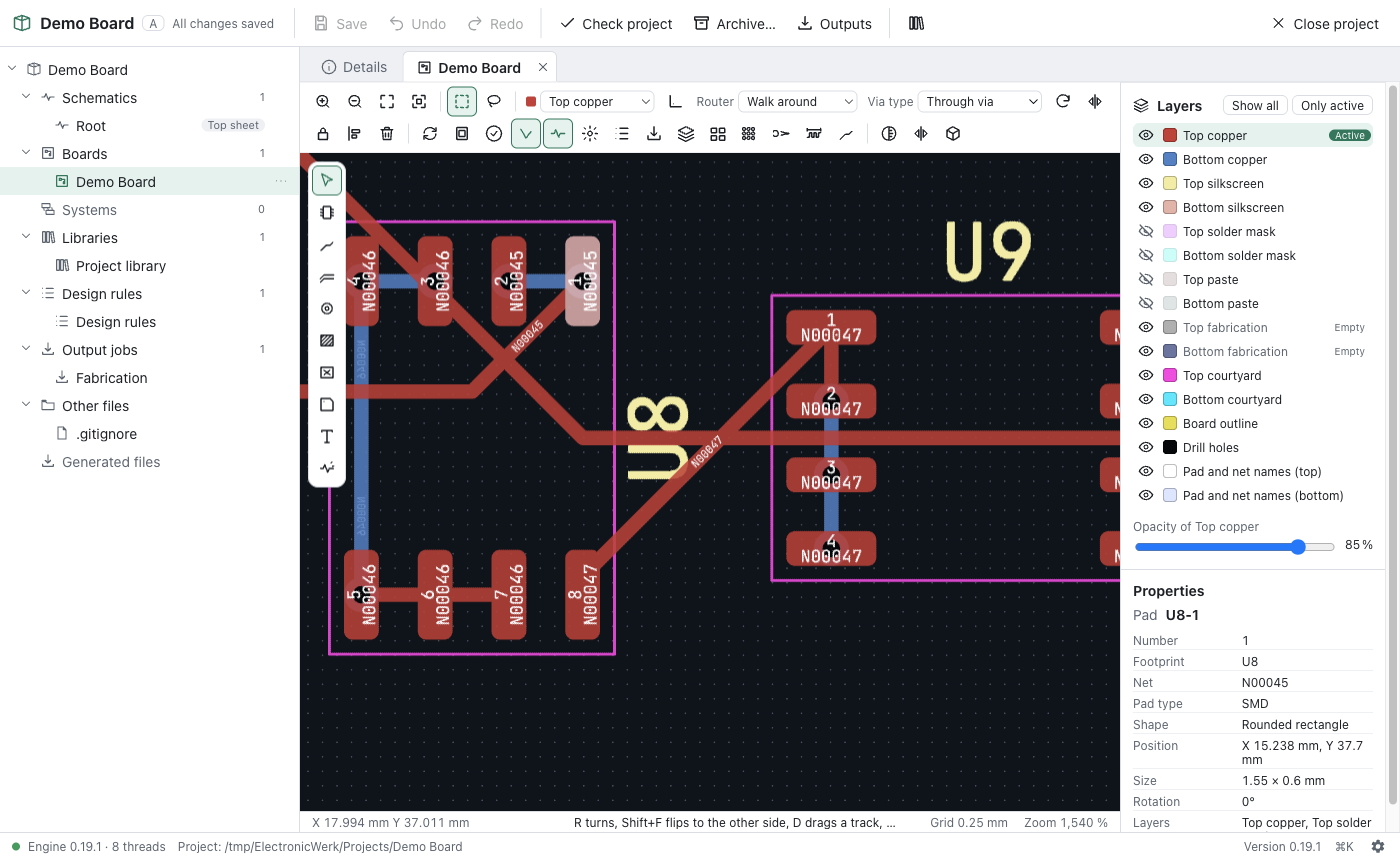 Demo Board A All changes saved Save Undo Redo Check project Archive... Outputs Close project
Demo Board
Schematics 1
Root Top sheet
Boards 1
Demo Board ...
Systems 0
Libraries 1
Project library
Design rules 1
Design rules
Output jobs 1
Fabrication
Other files
.gitignore
Generated files
Details Demo Board
Top copper Router Walk around Via type Through via
4 N00046
3 N00046
2 N00045
1 N00045
N00045
N00046
N00046
U8
N00047
5 N00046
6 N00046
7 N00046
8 N00047
U9
1
N00047
2
N00047
3
N00047
4
N00047
N
N
N
N
X 17.994 mm Y 37.011 mm R turns, Shift+F flips to the other side, D drags a track, ... Grid 0.25 mm Zoom 1,540 %
Layers Show all Only active
Top copper Active
Bottom copper
Top silkscreen
Bottom silkscreen
Top solder mask
Bottom solder mask
Top paste
Bottom paste
Top fabrication Empty
Bottom fabrication Empty
Top courtyard
Bottom courtyard
Board outline
Drill holes
Pad and net names (top)
Pad and net names (bottom)
Opacity of Top copper
85 %
Properties
Pad U8-1
Number 1
Footprint U8
Net N00045
Pad type SMD
Shape Rounded rectangle
Position X 15.238 mm, Y 37.7
mm
Size 1.55 × 0.6 mm
Rotation 0°
Layers Top copper, Top solder
Engine 0.19.1 · 8 threads Project: /tmp/ElectronicWerk/Projects/Demo Board Version 0.19.1 ⌘K